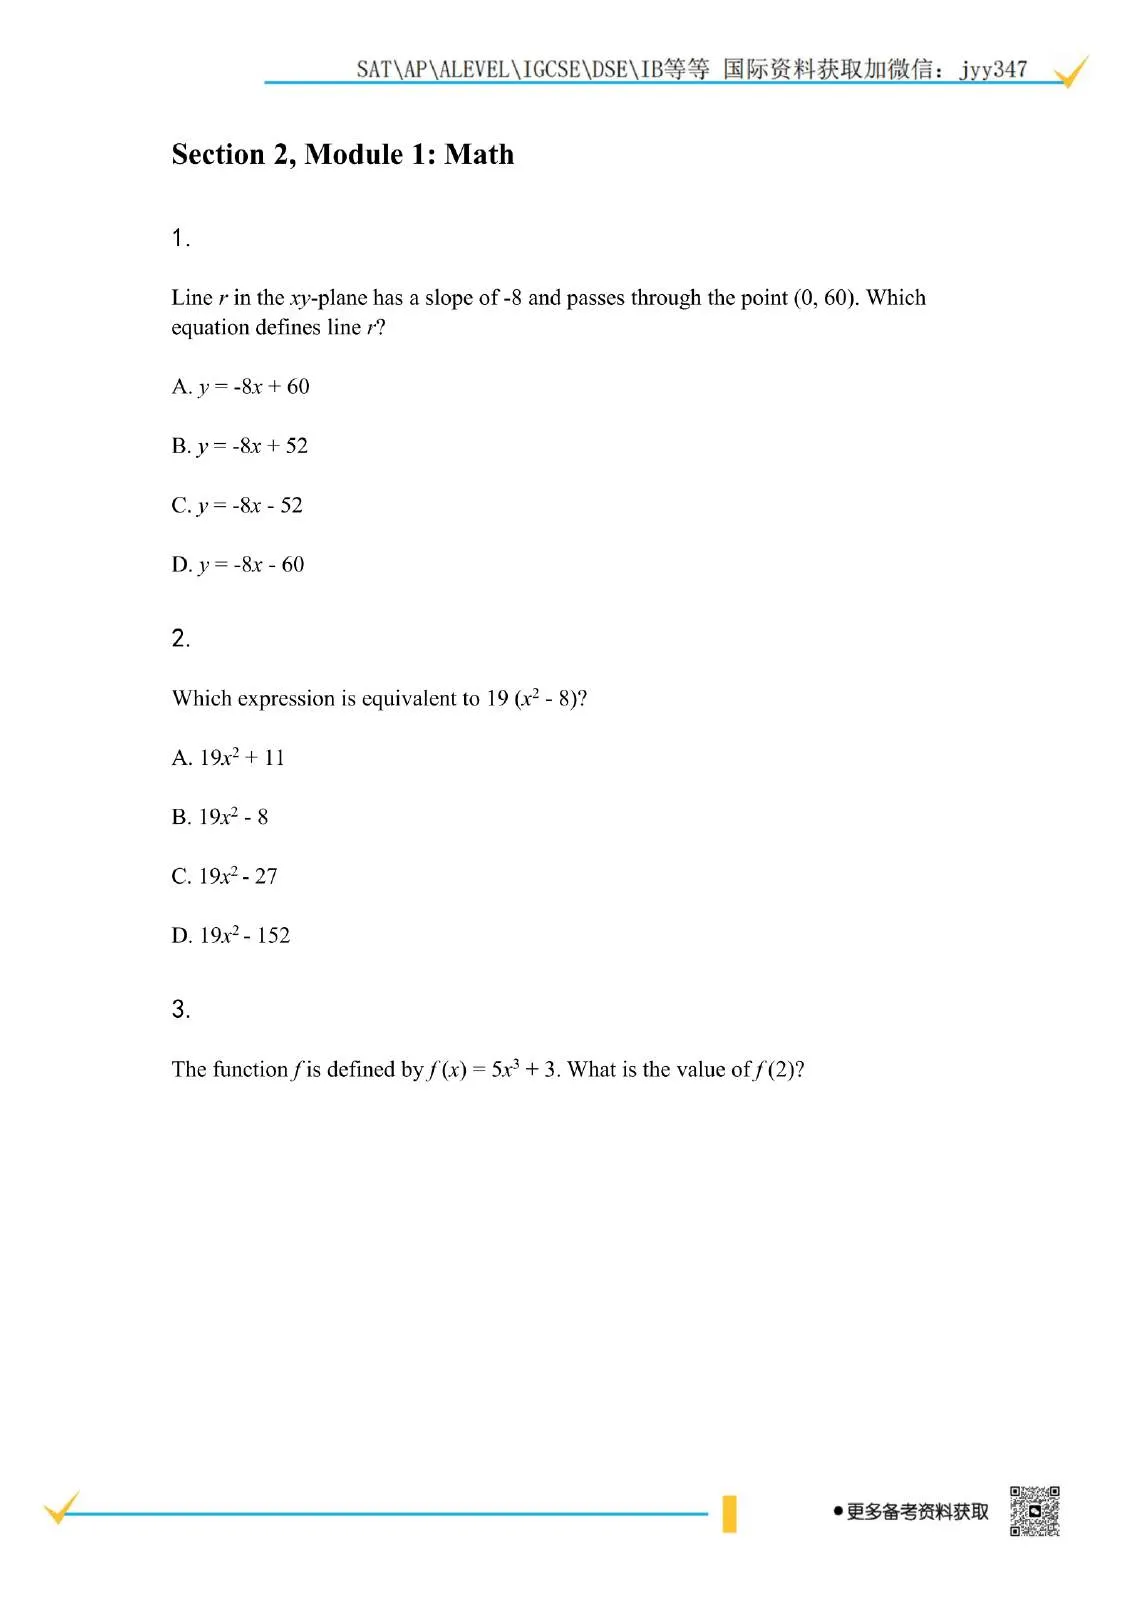 SAT\AP\ALEVEL\IGCSE\DSE\IB等等 国际资料获取加微信：jyy347
Section 2, Module 1: Math
1.
Line r in the xy-plane has a slope of -8 and passes through the point (0, 60). Which
equation defines line r?
A. y = -8x + 60
B. y = -8x + 52
C. y = -8x - 52
D. y = -8x - 60
2.
Which expression is equivalent to 19 (x² - 8)?
A. 19x² + 11
B. 19x² - 8
C. 19x² - 27
D. 19x² - 152
3.
The function f is defined by f (x) = 5x³ + 3. What is the value of f (2)?
●更多备考资料获取